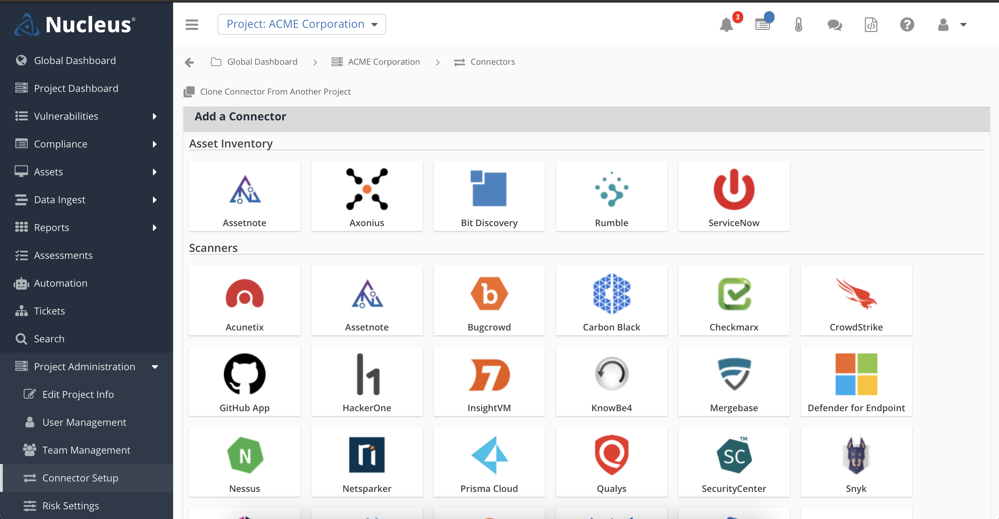 Nucleus®
Project: ACME Corporation
3
Global Dashboard
Project Dashboard
Vulnerabilities
Compliance
Assets
Data Ingest
Reports
Assessments
Automation
Tickets
Search
Project Administration
Edit Project Info
User Management
Team Management
Connector Setup
Risk Settings
Global Dashboard > ACME Corporation > Connectors
Clone Connector From Another Project
Add a Connector
Asset Inventory
Assetnote Axonius Bit Discovery Rumble ServiceNow
Scanners
b
Acunetix Assetnote Bugcrowd Carbon Black Checkmarx CrowdStrike
h1 7
GitHub App HackerOne InsightVM KnowBe4 Mergebase Defender for Endpoint
N n SC™
Nessus Netsparker Prisma Cloud Qualys SecurityCenter Snyk